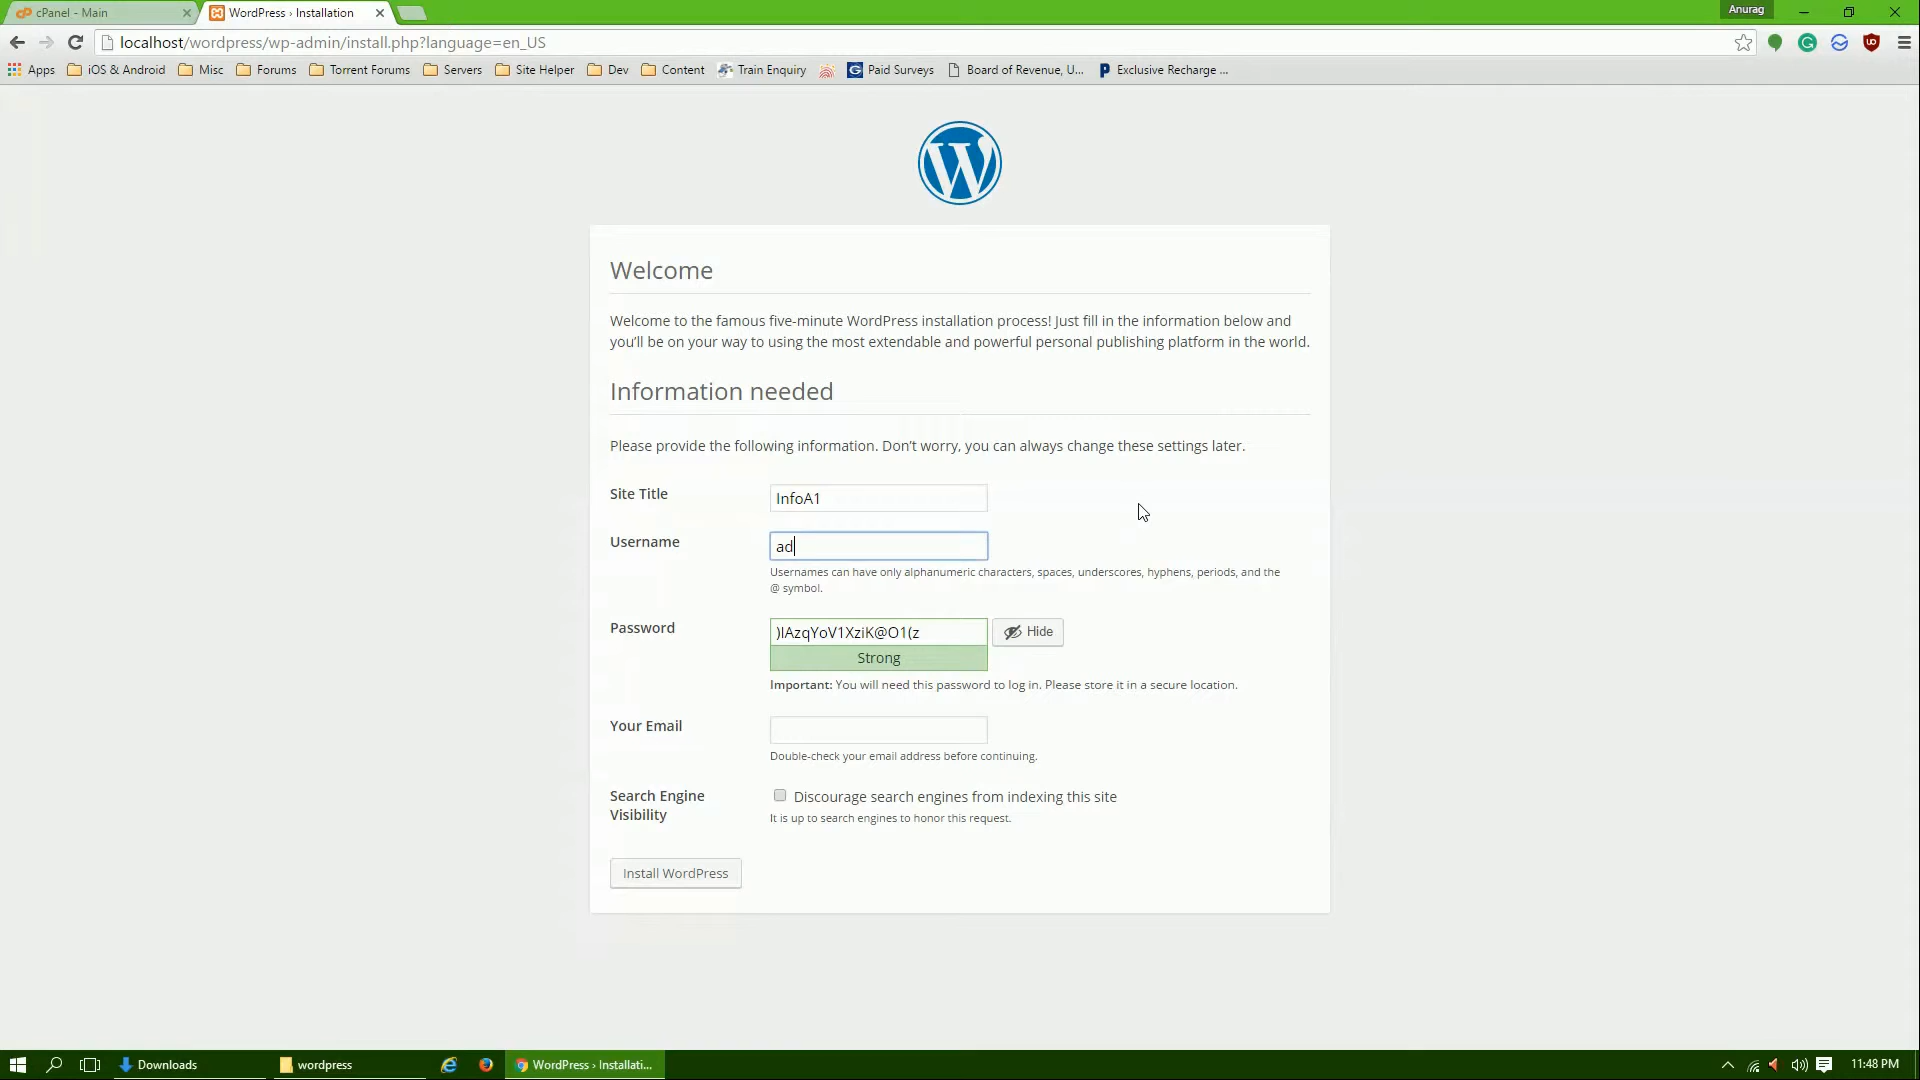 cPanel - Main
WordPress › Installation
Anurag
localhost/wordpress/wp-admin/install.php?language=en_US
Apps
iOS & Android
Misc
Forums
Torrent Forums
Servers
Site Helper
Dev
Content
Train Enquiry
Paid Surveys
Board of Revenue, U...
Exclusive Recharge ...
Welcome
Welcome to the famous five-minute WordPress installation process! Just fill in the information below and
you’ll be on your way to using the most extendable and powerful personal publishing platform in the world.
Information needed
Please provide the following information. Don’t worry, you can always change these settings later.
Site Title
InfoA1
Username
ad
Usernames can have only alphanumeric characters, spaces, underscores, hyphens, periods, and the
@ symbol.
Password
)IAzqYoV1XziK@O1(z
Hide
Strong
Important: You will need this password to log in. Please store it in a secure location.
Your Email
Double-check your email address before continuing.
Search Engine
Visibility
Discourage search engines from indexing this site
It is up to search engines to honor this request.
Install WordPress
Downloads
wordpress
WordPress › Installati...
11:48 PM